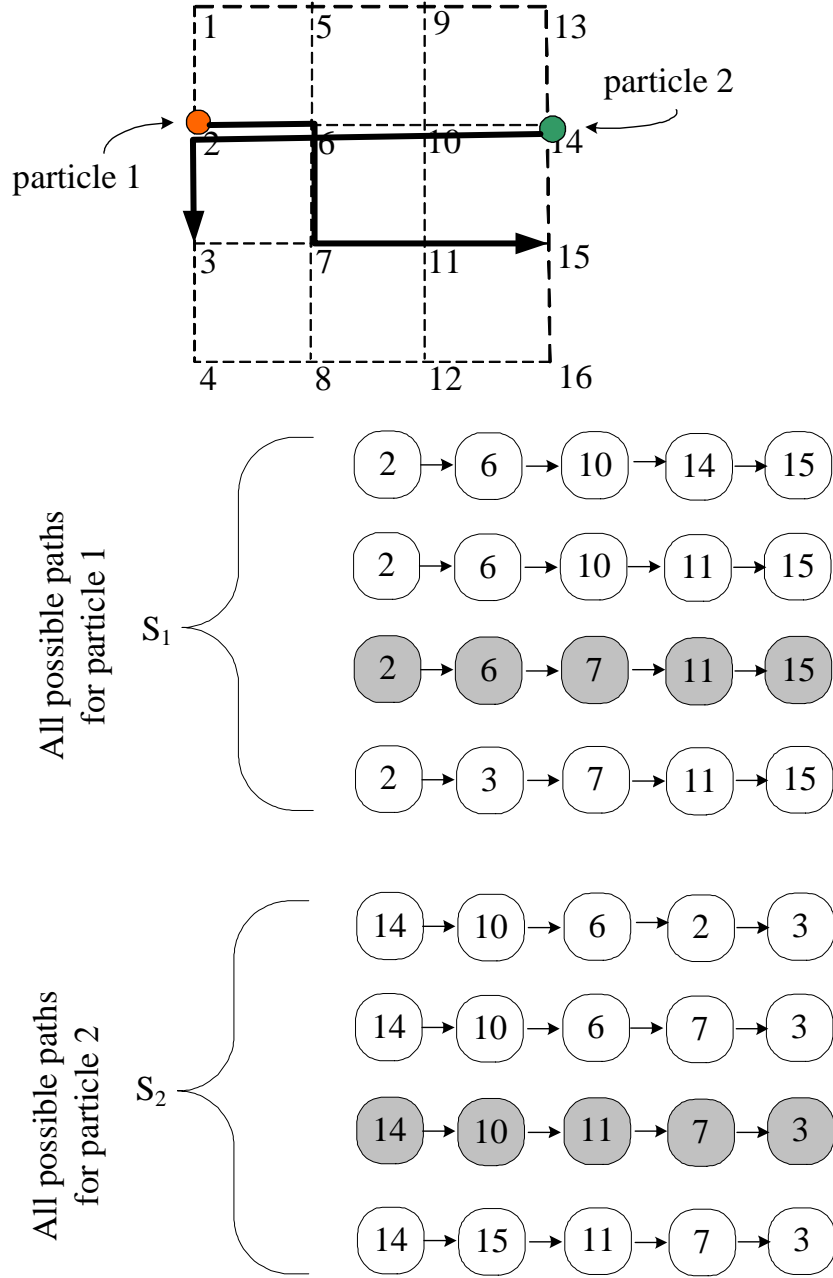 1 5 9 13
particle 2
2 6 10 14
particle 1
3 7 11 15
4 8 12 16
All possible paths
for particle 1
S1
2 6 10 14 15
2 6 10 11 15
2 6 7 11 15
2 3 7 11 15
All possible paths
for particle 2
S2
14 10 6 2 3
14 10 6 7 3
14 10 11 7 3
14 15 11 7 3